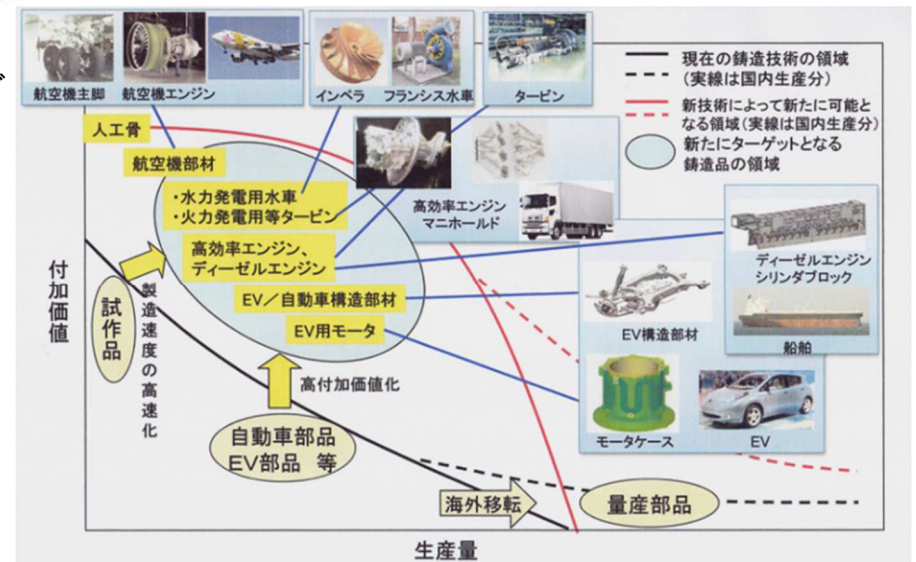 航空機主脚
航空機エンジン
インペラ
フランシス水車
タービン
現在の鋳造技術の領域
(実線は国内生産分)
新技術によって新たに可能と
なる領域(実線は国内生産分)
新たにターゲットとなる
鋳造品の領域
人工骨
航空機部材
・水力発電用水車
・火力発電用等タービン
高効率エンジン
マニホールド
高効率エンジン、
ディーゼルエンジン
ディーゼルエンジン
シリンダブロック
船舶
EV/自動車構造部材
EV構造部材
EV用モータ
モータケース
EV
付加価値
試作品
製造速度の高速化
高付加価値化
自動車部品
EV部品 等
海外移転
量産部品
生産量